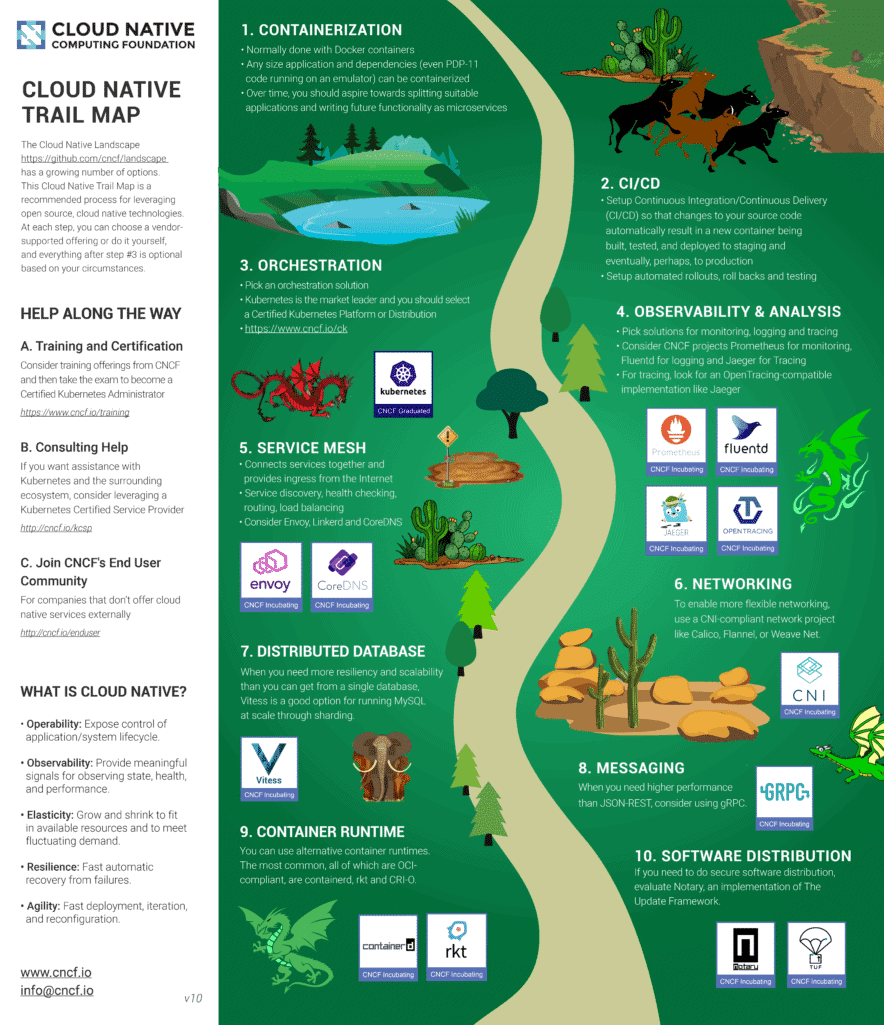 CLOUD NATIVE
COMPUTING FOUNDATION
CLOUD NATIVE
TRAIL MAP
The Cloud Native Landscape
https://github.com/cncf/landscape
has a growing number of options.
This Cloud Native Trail Map is a
recommended process for leveraging
open source, cloud native technologies.
At each step, you can choose a vendor-
supported offering or do it yourself,
and everything after step #3 is optional
based on your circumstances.
HELP ALONG THE WAY
A. Training and Certification
Consider training offerings from CNCF
and then take the exam to become a
Certified Kubernetes Administrator
https://www.cncf.io/training
B. Consulting Help
If you want assistance with
Kubernetes and the surrounding
ecosystem, consider leveraging a
Kubernetes Certified Service Provider
http://cncf.io/kcsp
C. Join CNCF's End User
Community
For companies that don't offer cloud
native services externally
http://cncf.io/enduser
WHAT IS CLOUD NATIVE?
• Operability: Expose control of
application/system lifecycle.
• Observability: Provide meaningful
signals for observing state, health,
and performance.
• Elasticity: Grow and shrink to fit
in available resources and to meet
fluctuating demand.
• Resilience: Fast automatic
recovery from failures.
• Agility: Fast deployment, iteration,
and reconfiguration.
www.cncf.io
info@cncf.io
v10
1. CONTAINERIZATION
• Normally done with Docker containers
• Any size application and dependencies (even PDP-11
code running on an emulator) can be containerized
• Over time, you should aspire towards splitting suitable
applications and writing future functionality as microservices
2. CI/CD
• Setup Continuous Integration/Continuous Delivery
(CI/CD) so that changes to your source code
automatically result in a new container being
built, tested, and deployed to staging and
eventually, perhaps, to production
• Setup automated rollouts, roll backs and testing
3. ORCHESTRATION
• Pick an orchestration solution
• Kubernetes is the market leader and you should select
a Certified Kubernetes Platform or Distribution
• https://www.cncf.io/ck
kubernetes
CNCF Graduated
4. OBSERVABILITY & ANALYSIS
• Pick solutions for monitoring, logging and tracing
• Consider CNCF projects Prometheus for monitoring,
Fluentd for logging and Jaeger for Tracing
• For tracing, look for an OpenTracing-compatible
implementation like Jaeger
Prometheus
CNCF Incubating
fluentd
CNCF Incubating
JAEGER
CNCF Incubating
OPENTRACING
CNCF Incubating
5. SERVICE MESH
• Connects services together and
provides ingress from the Internet
• Service discovery, health checking,
routing, load balancing
• Consider Envoy, Linkerd and CoreDNS
envoy
CNCF Incubating
CoreDNS
CNCF Incubating
6. NETWORKING
To enable more flexible networking,
use a CNI-compliant network project
like Calico, Flannel, or Weave Net.
CNI
CNCF Incubating
7. DISTRIBUTED DATABASE
When you need more resiliency and scalability
than you can get from a single database,
Vitess is a good option for running MySQL
at scale through sharding.
Vitess
CNCF Incubating
8. MESSAGING
When you need higher performance
than JSON-REST, consider using gRPC.
GRPC
CNCF Incubating
9. CONTAINER RUNTIME
You can use alternative container runtimes.
The most common, all of which are OCI-
compliant, are containerd, rkt and CRI-O.
containerd
CNCF Incubating
rkt
CNCF Incubating
10. SOFTWARE DISTRIBUTION
If you need to do secure software distribution,
evaluate Notary, an implementation of The
Update Framework.
notary
CNCF Incubating
TUF
CNCF Incubating